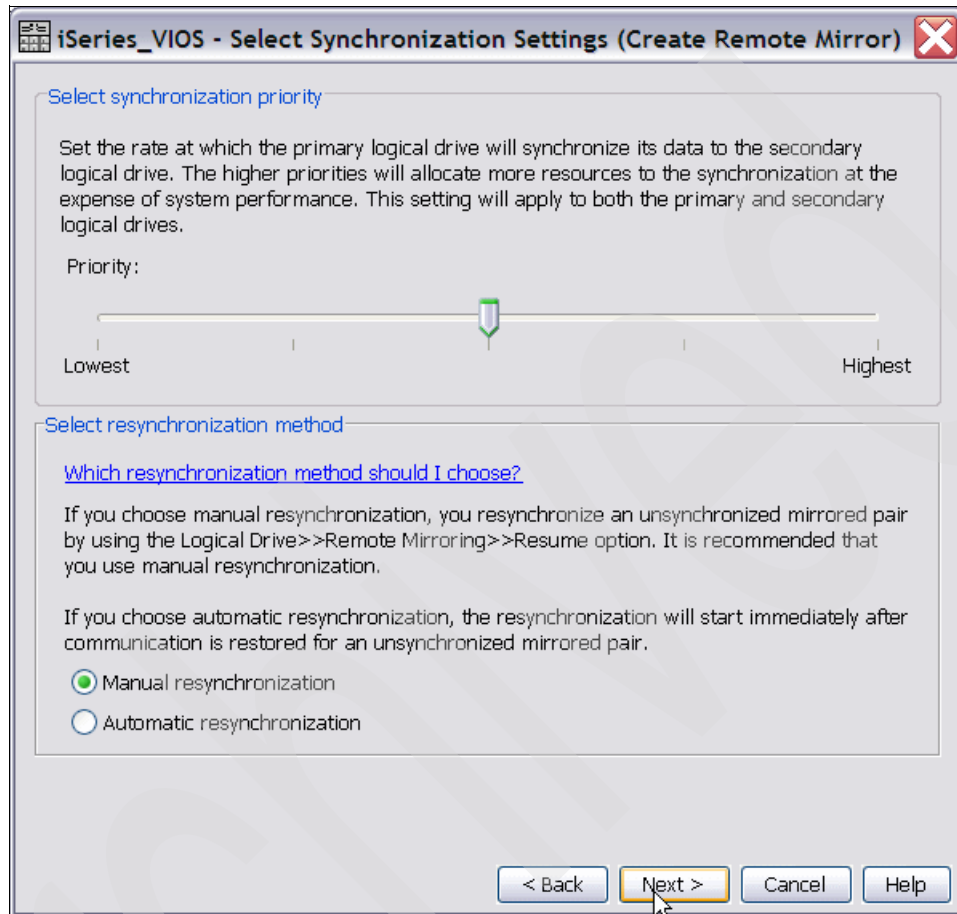 iSeries_VIOS - Select Synchronization Settings (Create Remote Mirror)
Select synchronization priority
Set the rate at which the primary logical drive will synchronize its data to the secondary
logical drive. The higher priorities will allocate more resources to the synchronization at the
expense of system performance. This setting will apply to both the primary and secondary
logical drives.
Priority:
Lowest Highest
Select resynchronization method
Which resynchronization method should I choose?
If you choose manual resynchronization, you resynchronize an unsynchronized mirrored pair
by using the Logical Drive>>Remote Mirroring>>Resume option. It is recommended that
you use manual resynchronization.
If you choose automatic resynchronization, the resynchronization will start immediately after
communication is restored for an unsynchronized mirrored pair.
Manual resynchronization
Automatic resynchronization
< Back Next > Cancel Help